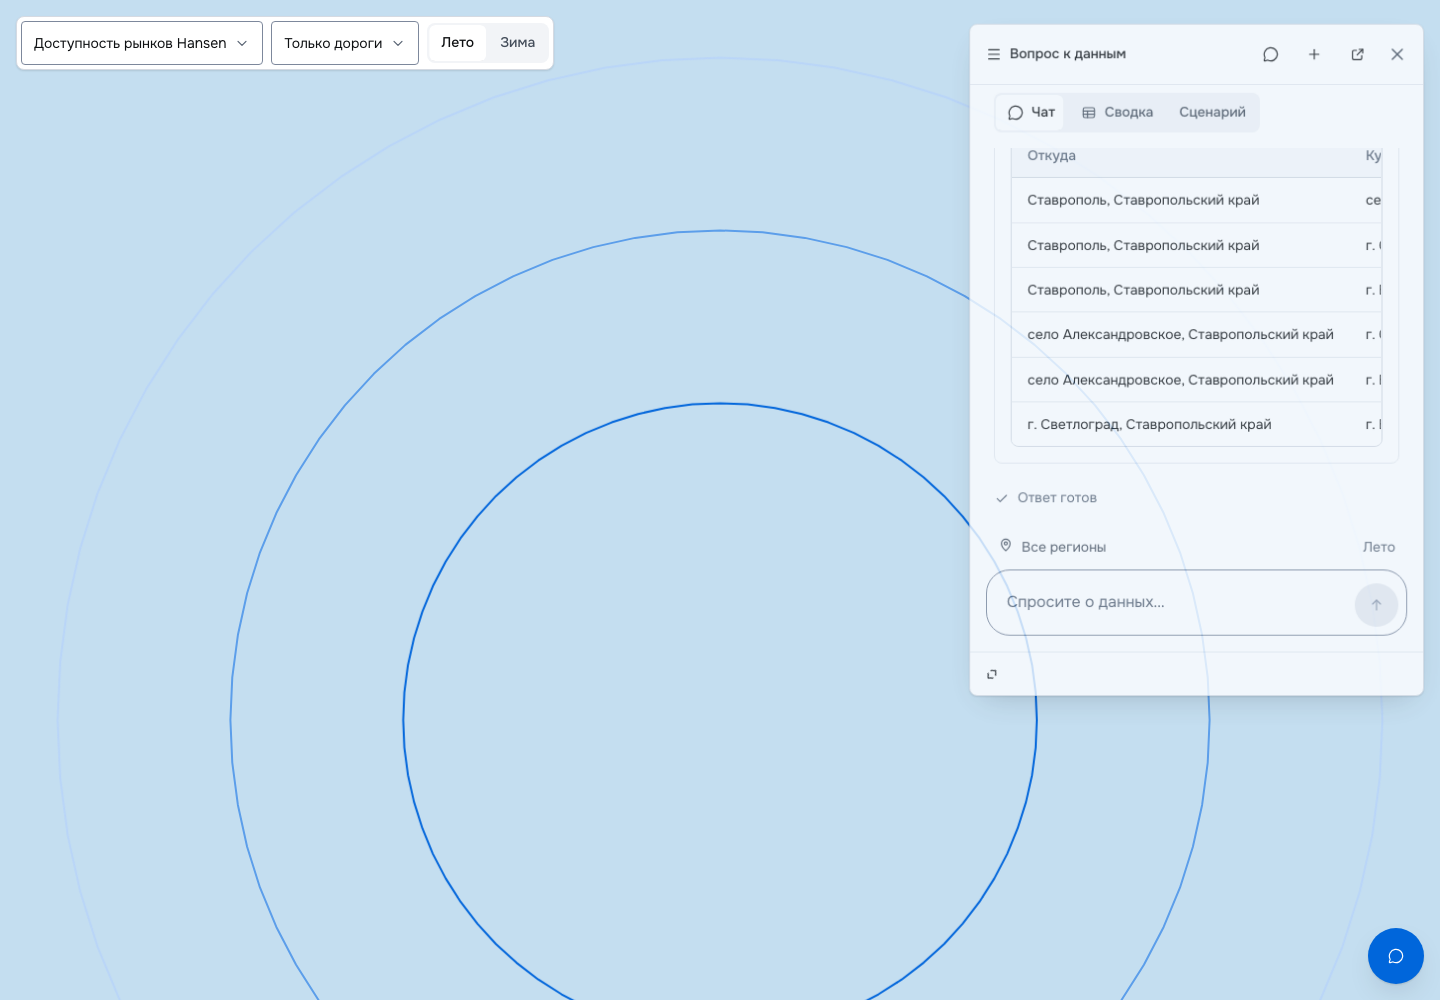 Доступность рынков Hansen
Только дороги
Лето
Зима
Вопрос к данным
Чат
Сводка
Сценарий
Откуда
Ставрополь, Ставропольский край
Ставрополь, Ставропольский край
г.
Ставрополь, Ставропольский край
г.
село Александровское, Ставропольский край
г.
село Александровское, Ставропольский край
г.
г. Светлоград, Ставропольский край
г.
Ответ готов
Все регионы
Лето
Спросите о данных...